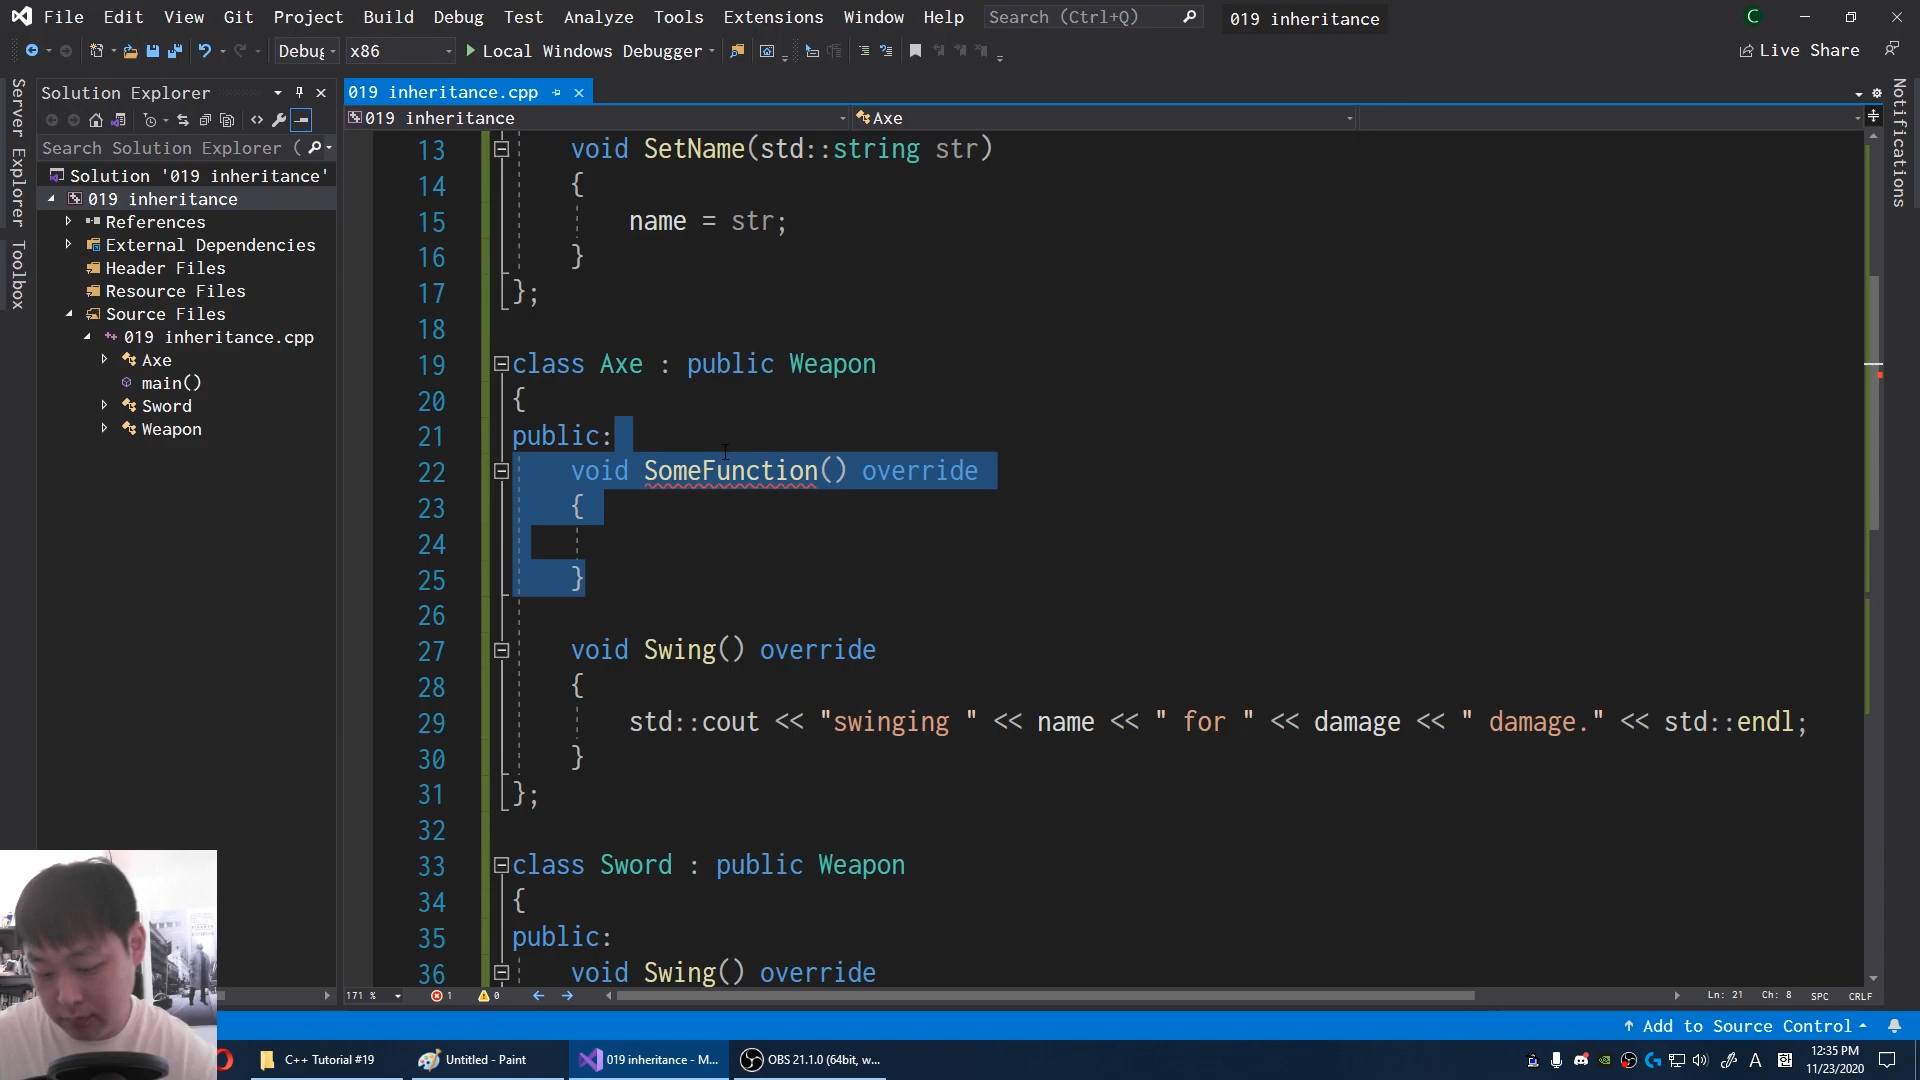 File Edit View Git Project Build Debug Test Analyze Tools Extensions Window Help Search (Ctrl+Q) 019 inheritance C
Debug x86 Local Windows Debugger Live Share
Server Explorer
Toolbox
Solution Explorer
Search Solution Explorer (
Solution '019 inheritance'
019 inheritance
References
External Dependencies
Header Files
Resource Files
Source Files
019 inheritance.cpp
Axe
main()
Sword
Weapon
019 inheritance.cpp
019 inheritance Axe
13 void SetName(std::string str)
14 {
15 name = str;
16 }
17 };
18
19 class Axe : public Weapon
20 {
21 public:
22 void SomeFunction() override
23 {
24
25 }
26
27 void Swing() override
28 {
29 std::cout << "swinging " << name << " for " << damage << " damage." << std::endl;
30 }
31 };
32
33 class Sword : public Weapon
34 {
35 public:
36 void Swing() override
171 % 1 0 Ln: 21 Ch: 8 SPC CRLF
Notifications
Add to Source Control
C++ Tutorial #19 Untitled - Paint 019 inheritance - M... OBS 21.1.0 (64bit, w... A 한 12:35 PM
11/23/2020